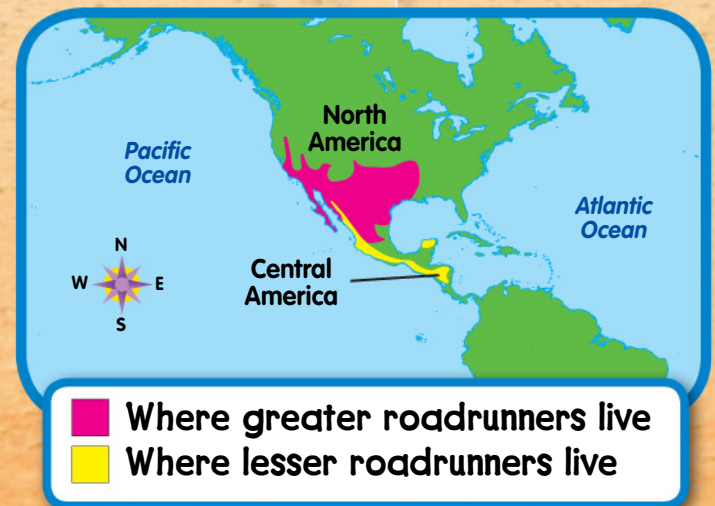 North
America
Pacific
Ocean
Atlantic
Ocean
N
W E
S
Central
America
Where greater roadrunners live
Where lesser roadrunners live